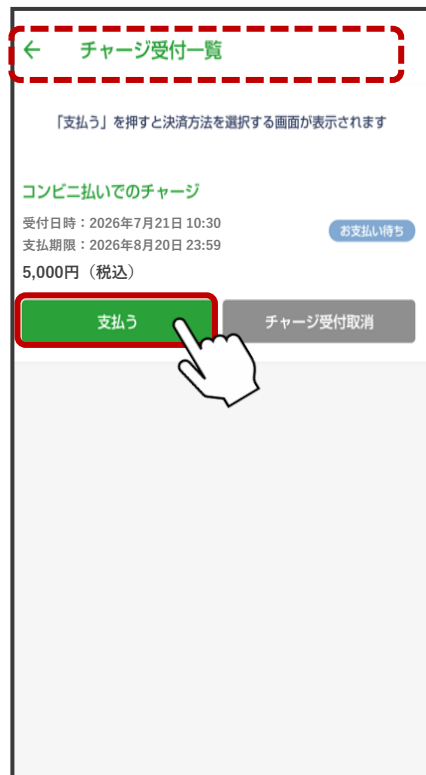 ← チャージ受付一覧
「支払う」を押すと決済方法を選択する画面が表示されます
コンビニ払いでのチャージ
受付日時：2026年7月21日 10:30
お支払い待ち
支払期限：2026年8月20日 23:59
5,000円（税込）
支払う チャージ受付取消